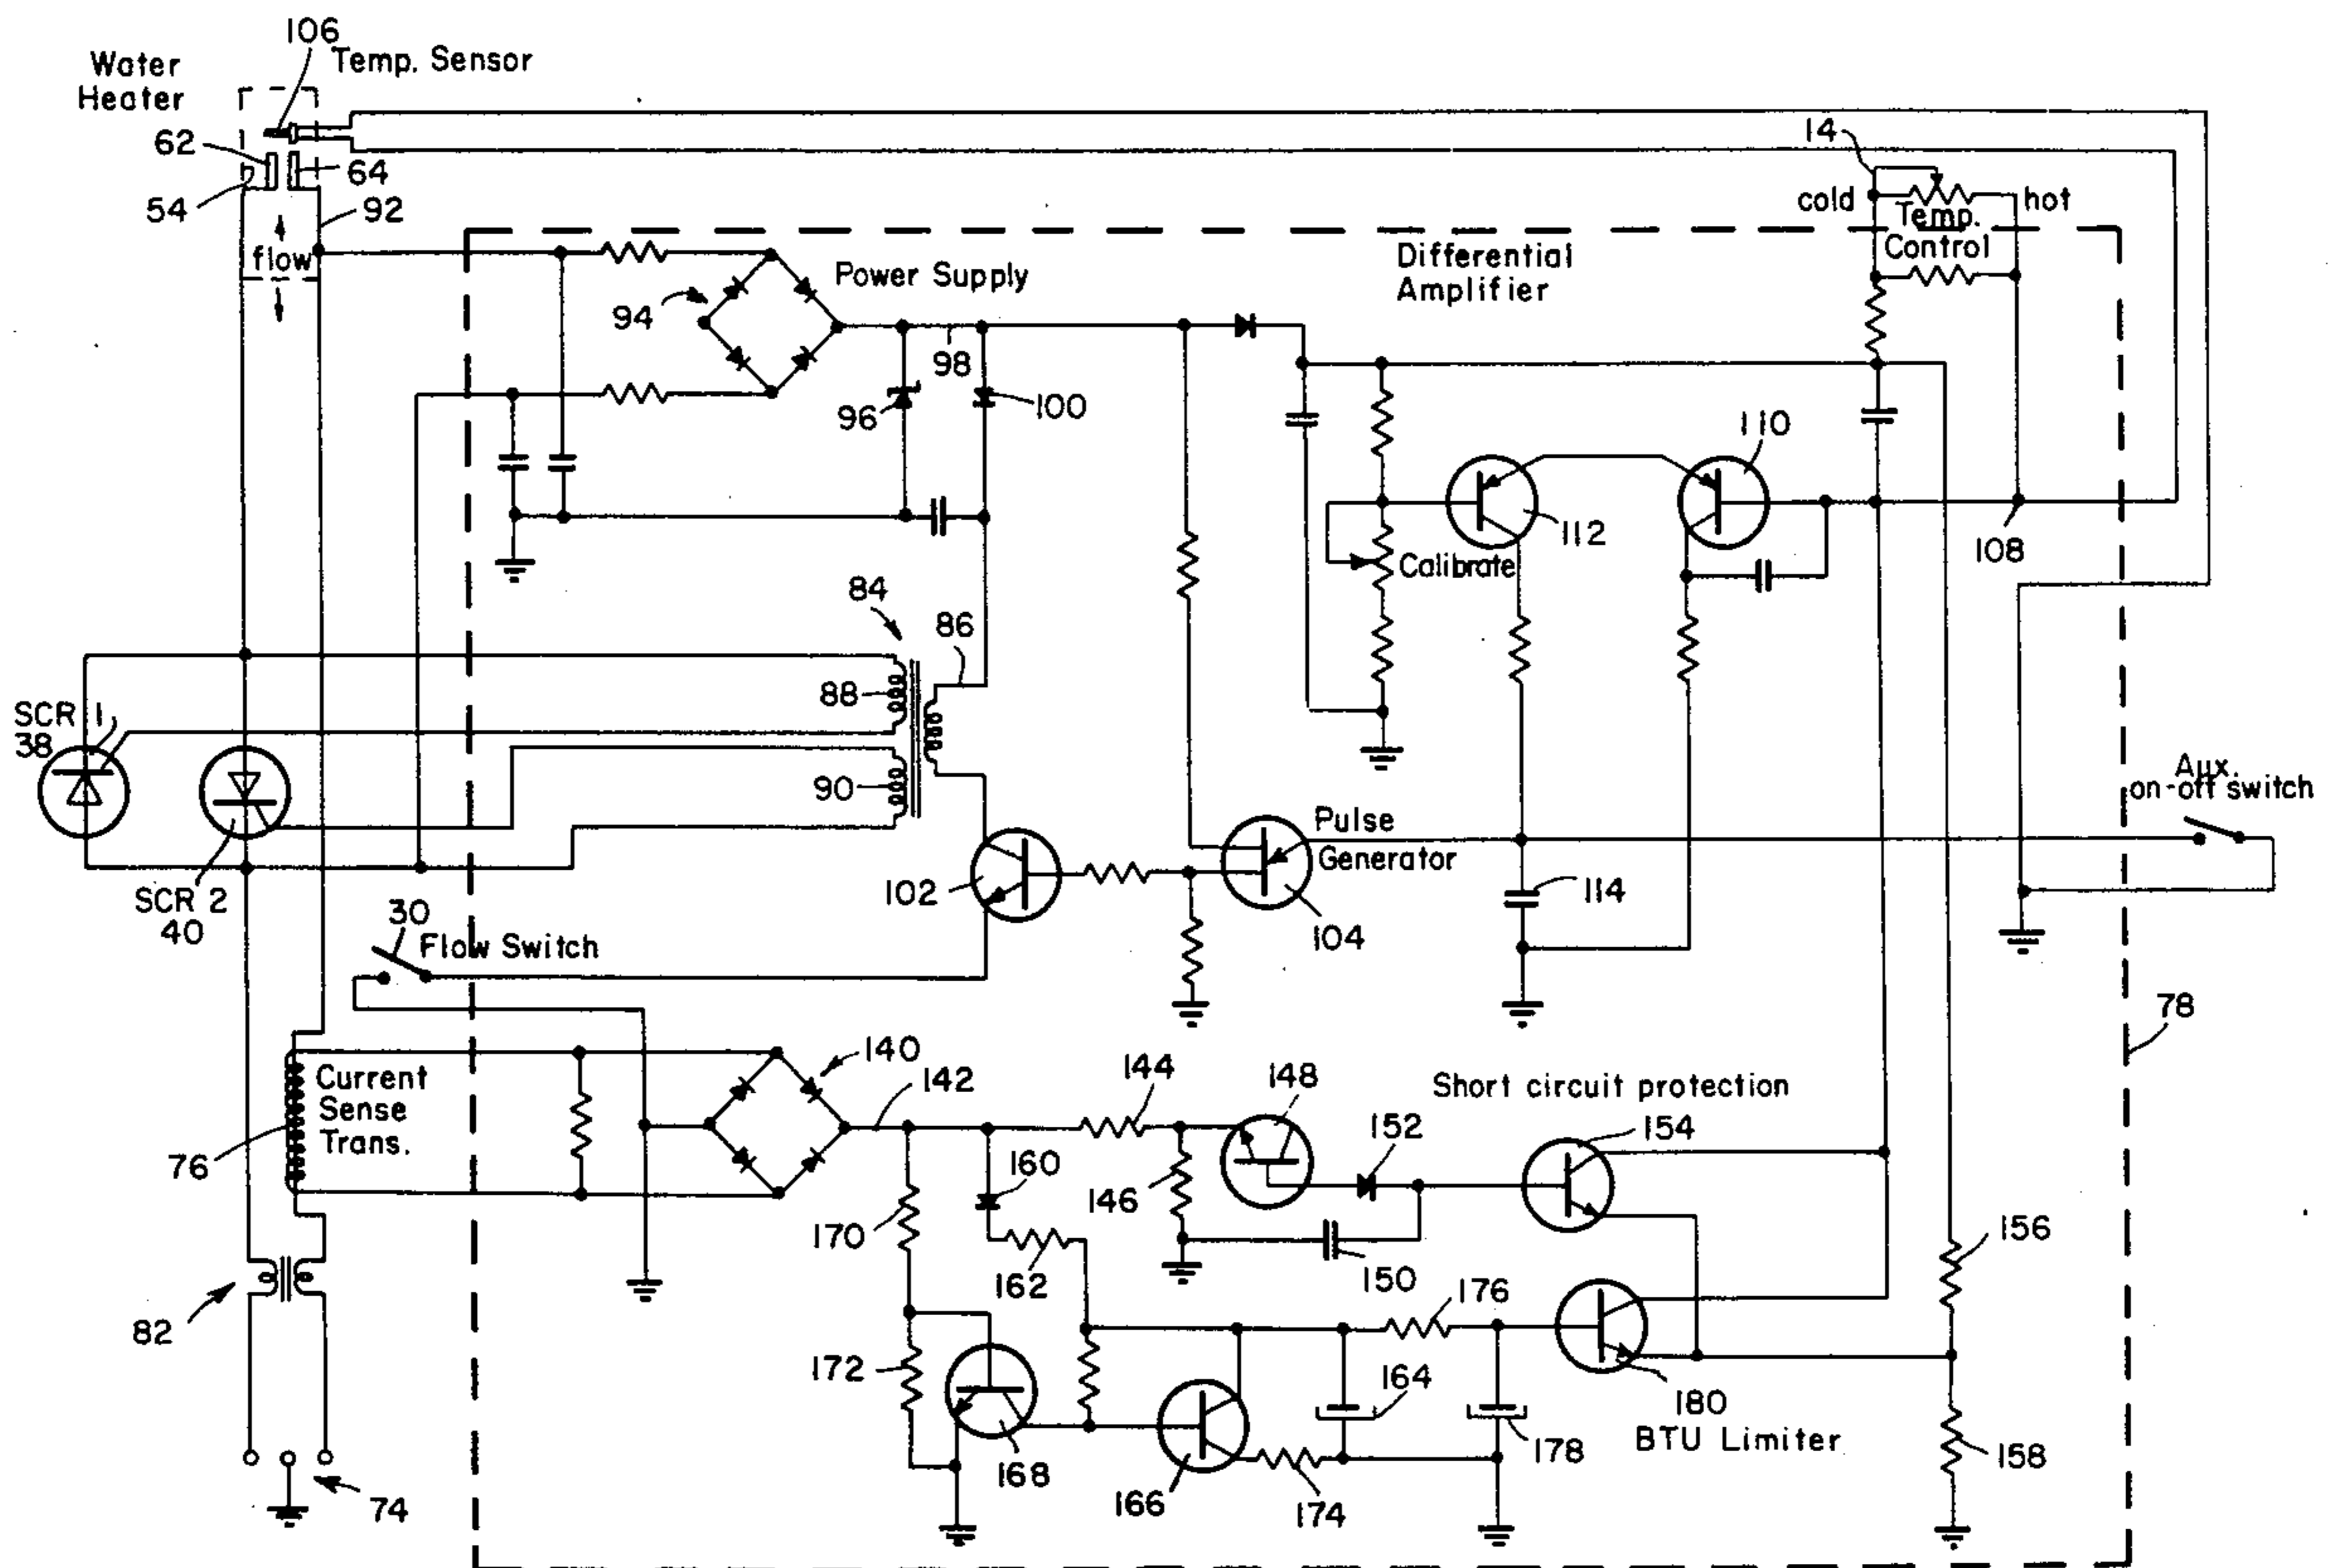 106
Temp. Sensor
Water
Heater
62
64
54
92
flow
14
cold
hot
Temp.
Control
Differential
Amplifier
Power Supply
94
98
96
100
110
112
Calibrate
108
84
86
88
SCR 1
38
90
SCR 2
40
Aux.
on-off switch
Pulse
Generator
102
114
104
30
Flow Switch
78
140
142
144
148
Short circuit protection
Current
Sense
Trans.
76
152
154
160
146
170
162
150
156
176
82
172
164
180
BTU Limiter
178
158
168
166
174
74